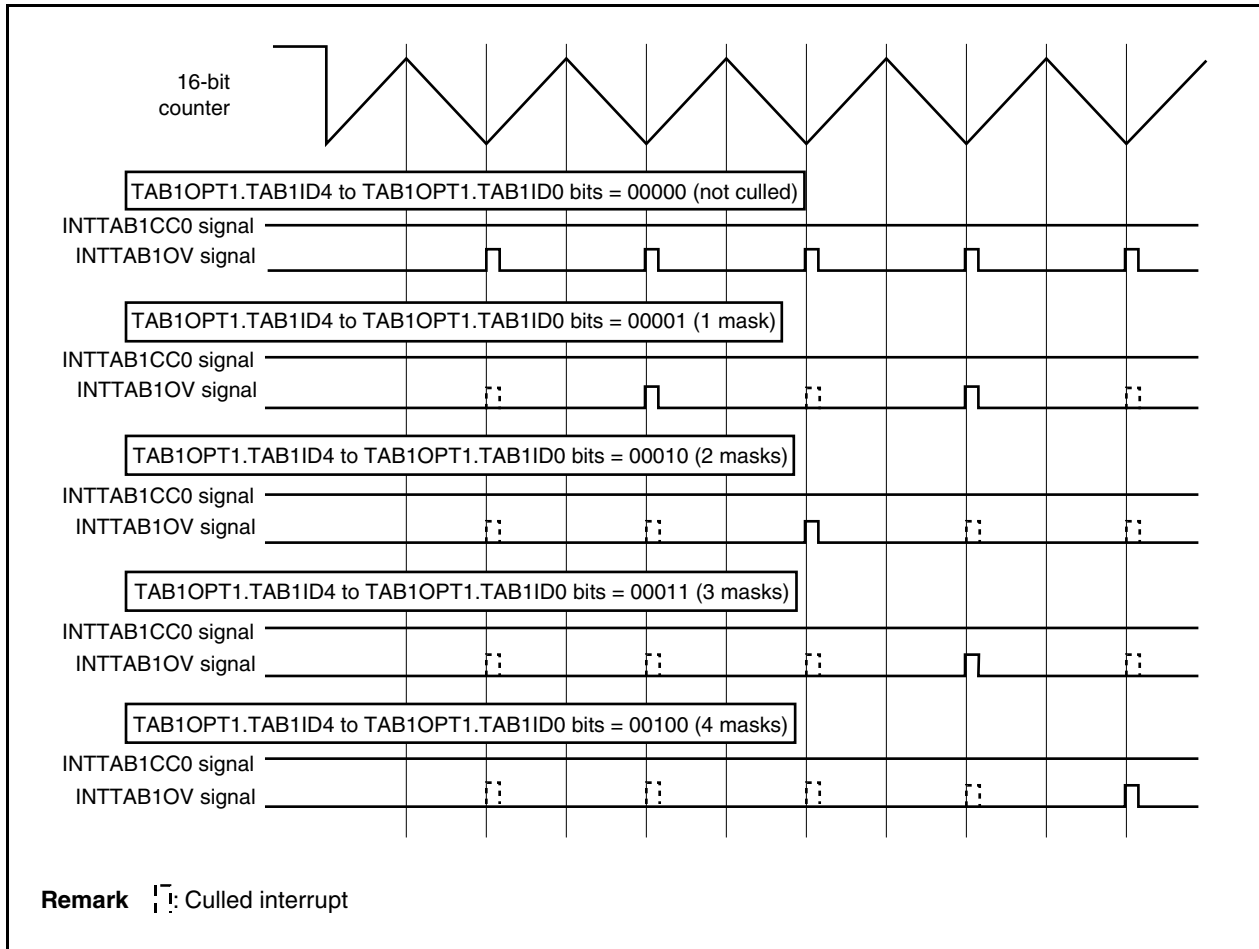 16-bit
counter
TAB1OPT1.TAB1ID4 to TAB1OPT1.TAB1ID0 bits = 00000 (not culled)
INTTAB1CC0 signal
INTTAB1OV signal
TAB1OPT1.TAB1ID4 to TAB1OPT1.TAB1ID0 bits = 00001 (1 mask)
INTTAB1CC0 signal
INTTAB1OV signal
TAB1OPT1.TAB1ID4 to TAB1OPT1.TAB1ID0 bits = 00010 (2 masks)
INTTAB1CC0 signal
INTTAB1OV signal
TAB1OPT1.TAB1ID4 to TAB1OPT1.TAB1ID0 bits = 00011 (3 masks)
INTTAB1CC0 signal
INTTAB1OV signal
TAB1OPT1.TAB1ID4 to TAB1OPT1.TAB1ID0 bits = 00100 (4 masks)
INTTAB1CC0 signal
INTTAB1OV signal
Remark : Culled interrupt